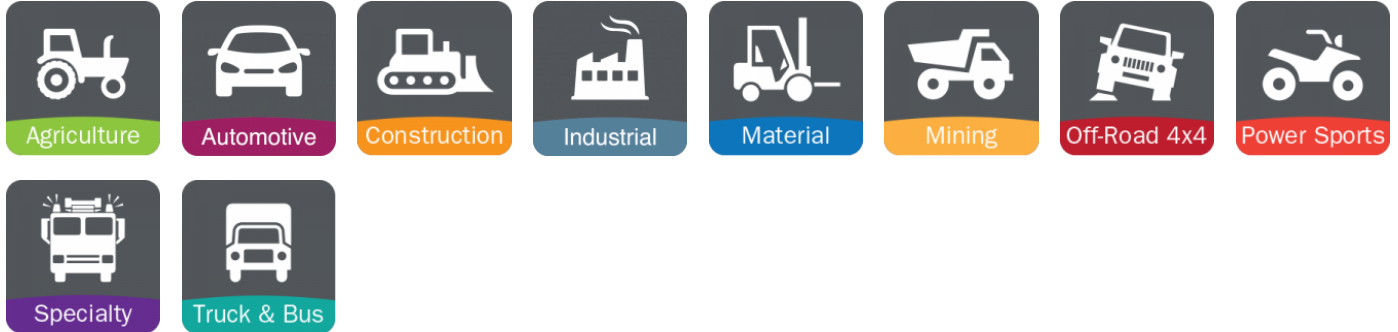 Agriculture
Automotive
Construction
Industrial
Material
Mining
Off-Road 4x4
Power Sports
Specialty
Truck & Bus